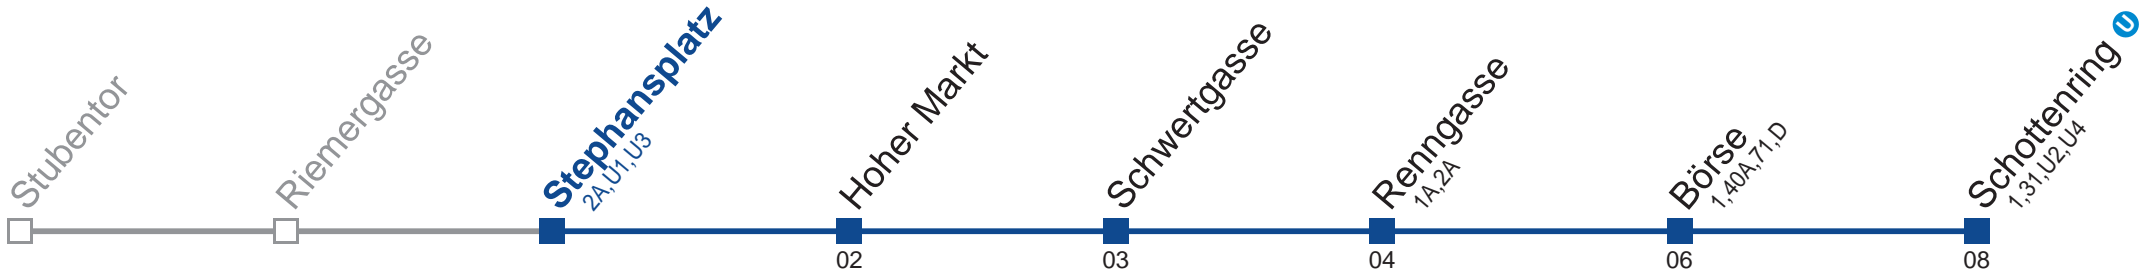 Stubentor
Riemergasse
Stephansplatz
2A,U1,U3
Hoher Markt
02
Schwertgasse
03
Renngasse
1A,2A
04
Börse
1,40A,71,D
06
Schottenring U
1,31,U2,U4
08